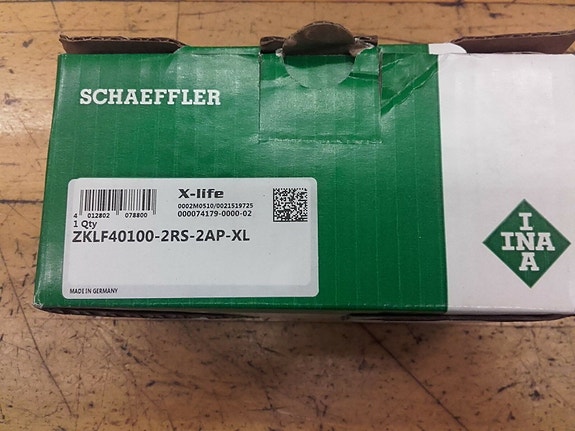 SCHAEFFLER
X-life
0002M0510/0021519725
000074179-0000-02
4 012802 078800
1 Qty
ZKLF40100-2RS-2AP-XL
MADE IN GERMANY
INA
INA